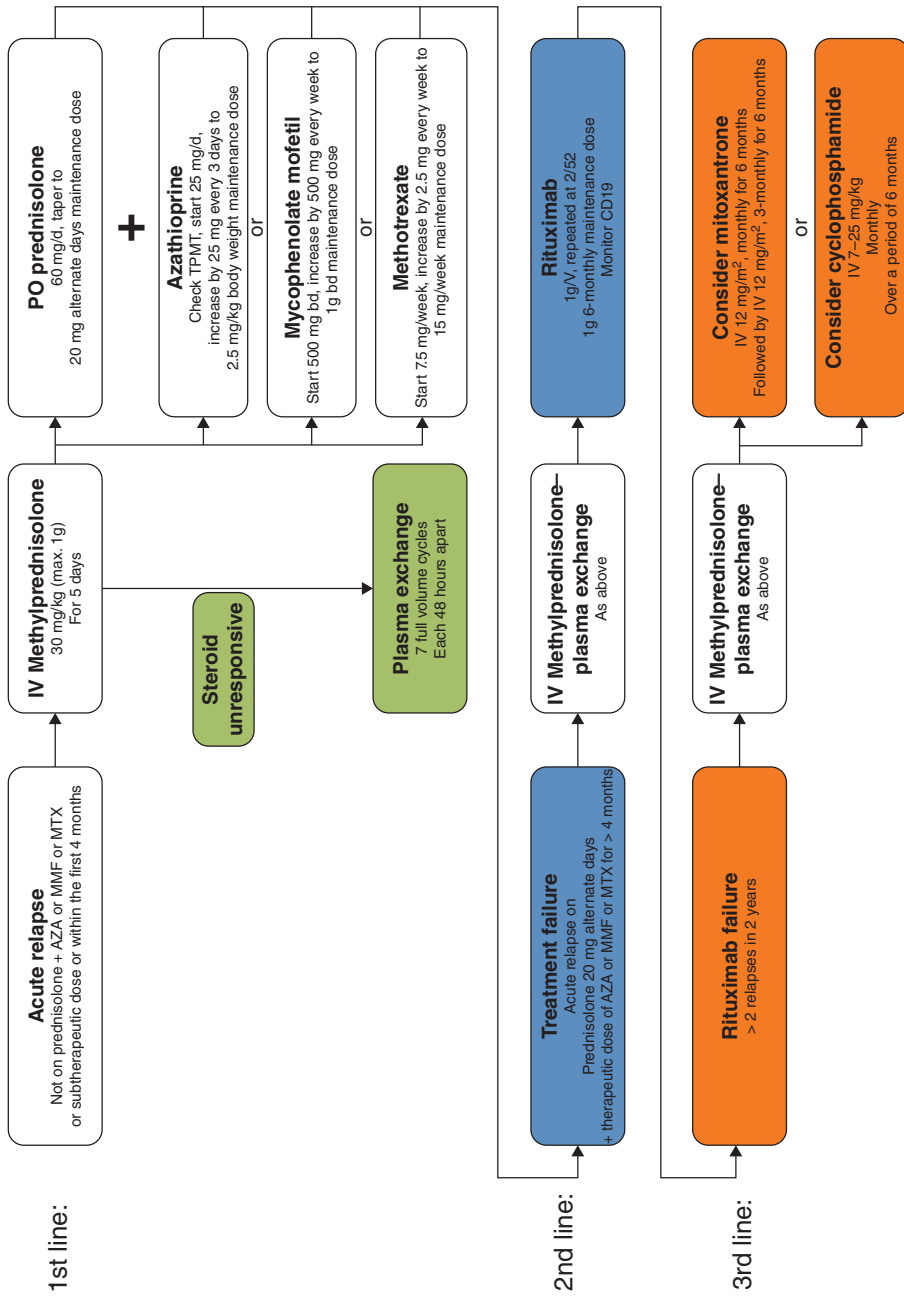 1st line:
Acute relapse
Not on prednisolone + AZA or MMF or MTX
or subtherapeutic dose or within the first 4 months
IV Methylprednisolone
30 mg/kg (max. 1g)
For 5 days
Steroid
unresponsive
Plasma exchange
7 full volume cycles
Each 48 hours apart
PO prednisolone
60 mg/d, taper to
20 mg alternate days maintenance dose
+
Azathioprine
Check TPMT, start 25 mg/d,
increase by 25 mg every 3 days to
2.5 mg/kg body weight maintenance dose
or
Mycophenolate mofetil
Start 500 mg bd, increase by 500 mg every week to
1g bd maintenance dose
or
Methotrexate
Start 7.5 mg/week, increase by 2.5 mg every week to
15 mg/week maintenance dose
2nd line:
Treatment failure
Acute relapse on
Prednisolone 20 mg alternate days
+ therapeutic dose of AZA or MMF or MTX for > 4 months
IV Methylprednisolone–
plasma exchange
As above
Rituximab
1g/V, repeated at 2/52
1g 6-monthly maintenance dose
Monitor CD19
3rd line:
Rituximab failure
> 2 relapses in 2 years
IV Methylprednisolone–
plasma exchange
As above
Consider mitoxantrone
IV 12 mg/m², monthly for 6 months
Followed by IV 12 mg/m², 3-monthly for 6 months
or
Consider cyclophosphamide
IV 7–25 mg/kg
Monthly
Over a period of 6 months